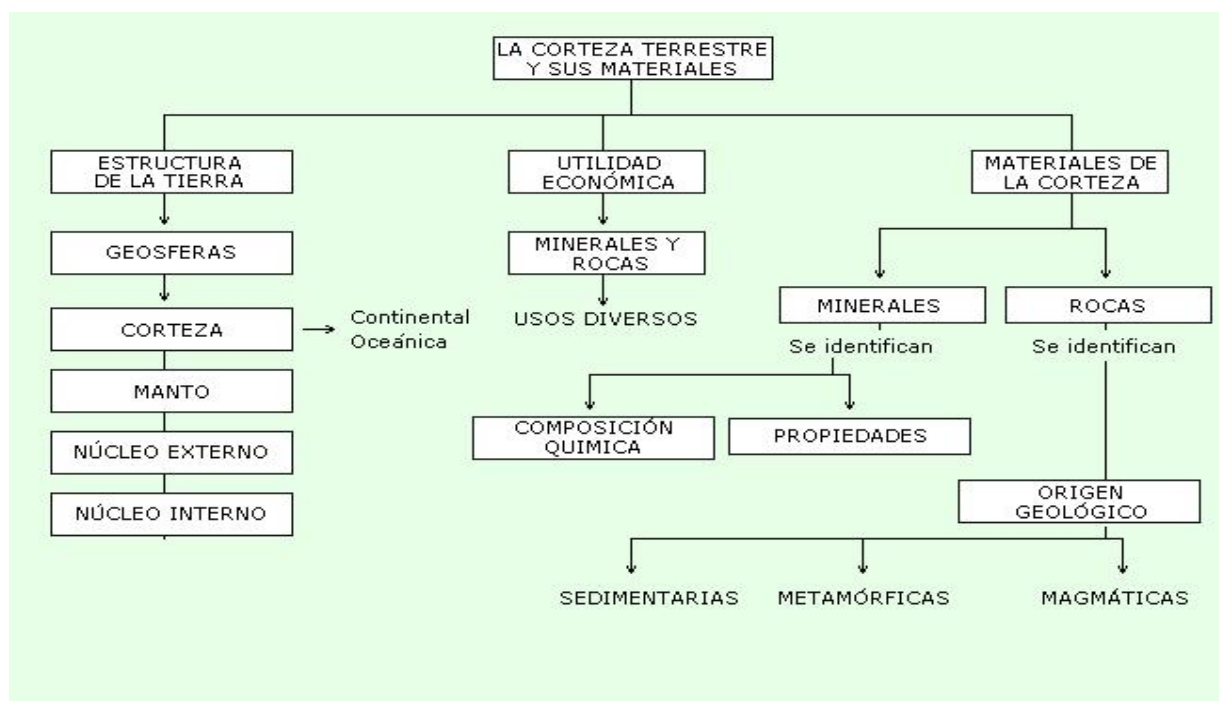 LA CORTEZA TERRESTRE
Y SUS MATERIALES
ESTRUCTURA
DE LA TIERRA
GEOSFERAS
CORTEZA
Continental
Oceánica
MANTO
NÚCLEO EXTERNO
NÚCLEO INTERNO
UTILIDAD
ECONÓMICA
MINERALES Y
ROCAS
USOS DIVERSOS
MATERIALES DE
LA CORTEZA
MINERALES
Se identifican
COMPOSICIÓN
QUIMICA
PROPIEDADES
ROCAS
Se identifican
ORIGEN
GEOLÓGICO
SEDIMENTARIAS
METAMÓRFICAS
MAGMÁTICAS